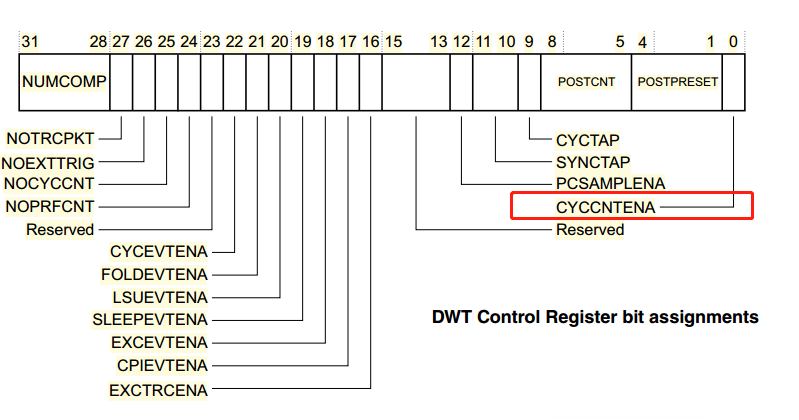 31 28 27 26 25 24 23 22 21 20 19 18 17 16 15 13 12 11 10 9 8 5 4 1 0
NUMCOMP POSTCNT POSTPRESET
NOTRCPKT CYCTAP
NOEXTTRIG SYNCTAP
NOCYCCNT PCSAMPLENA
NOPRFCNT CYCCNTENA
Reserved Reserved
CYCEVTENA
FOLDEVTENA
LSUEVTENA
SLEEPEVTENA DWT Control Register bit assignments
EXCEVTENA
CPIEVTENA
EXCTRCENA